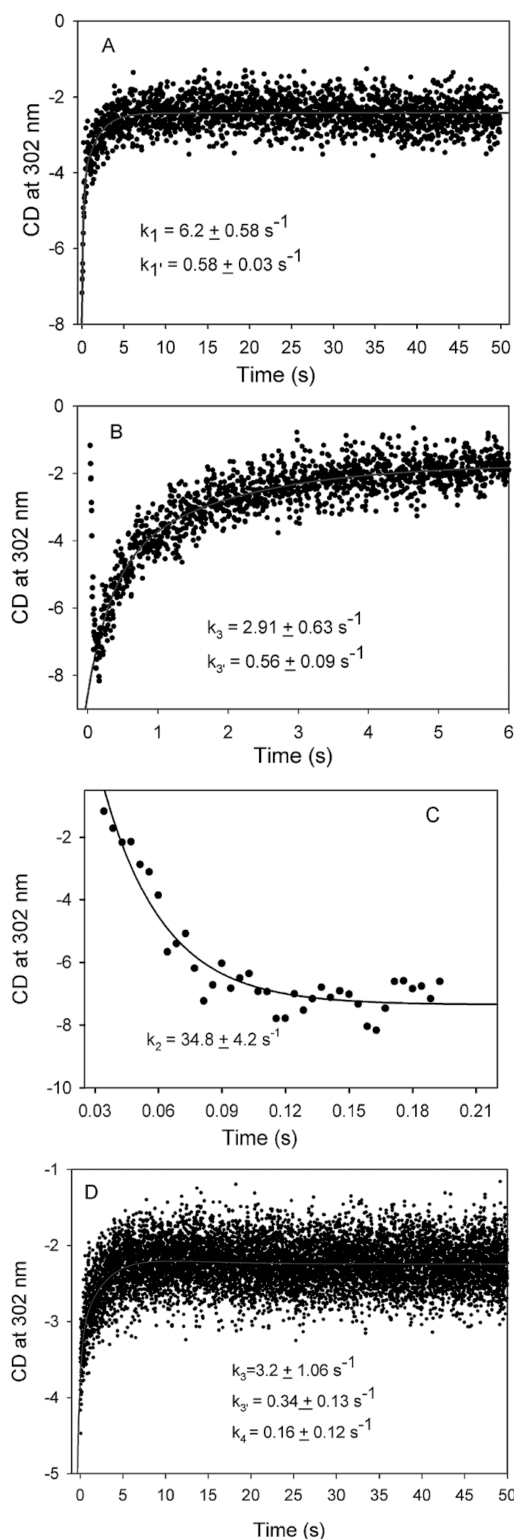 0
A
-2
-4
CD at 302 nm
k1 = 6.2 ± 0.58 s-1
k1' = 0.58 ± 0.03 s-1
-6
-8
0 5 10 15 20 25 30 35 40 45 50
Time (s)
0
B
-2
-4
CD at 302 nm
-6
k3 = 2.91 ± 0.63 s-1
k3' = 0.56 ± 0.09 s-1
-8
0 1 2 3 4 5 6
Time (s)
C
-2
-4
CD at 302 nm
-6
-8
k2 = 34.8 ± 4.2 s-1
-10
0.03 0.06 0.09 0.12 0.15 0.18 0.21
Time (s)
-1
D
-2
CD at 302 nm
-3
k3=3.2 ± 1.06 s-1
k3' = 0.34 ± 0.13 s-1
-4
k4 = 0.16 ± 0.12 s-1
-5
0 5 10 15 20 25 30 35 40 45 50
Time (s)